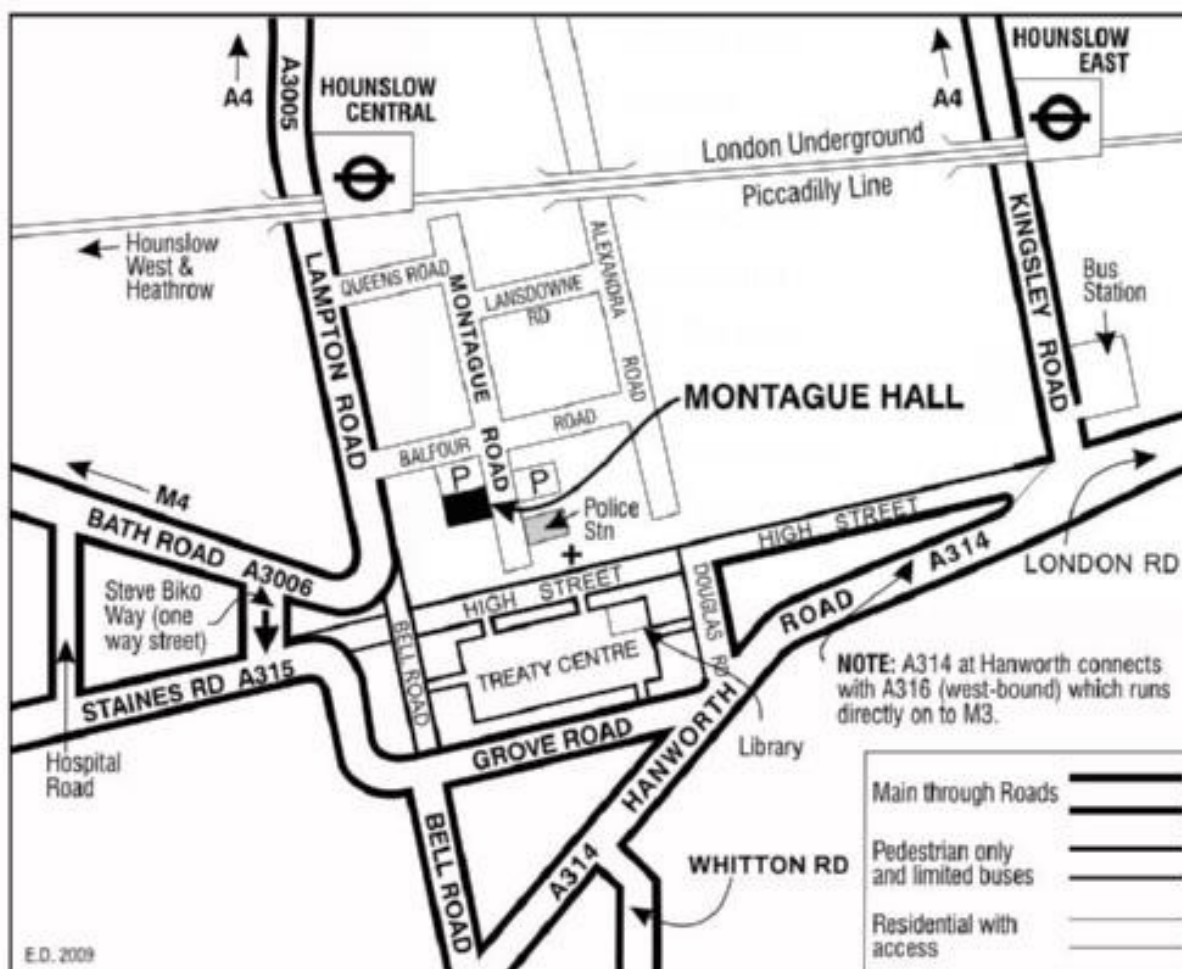 A4
A3005
HOUNSLOW
CENTRAL
A4
HOUNSLOW
EAST
London Underground
Piccadilly Line
Hounslow
West &
Heathrow
LAMPTON ROAD
QUEENS ROAD
MONTAGUE ROAD
LANSDOWNE
RD
ALEXANDRA ROAD
KINGSLEY ROAD
Bus
Station
MONTAGUE HALL
BALFOUR ROAD
P
P
Police
Stn
M4
BATH ROAD A3006
Steve Biko
Way (one
way street)
STAINES RD A315
Hospital
Road
HIGH STREET
HIGH STREET
BELL ROAD
TREATY CENTRE
DOUGLAS RD
GROVE ROAD
Library
HANWORTH ROAD A314
LONDON RD
NOTE: A314 at Hanworth connects
with A316 (west-bound) which runs
directly on to M3.
BELL ROAD
A314
WHITTON RD
Main through Roads
Pedestrian only
and limited buses
Residential with
access
E.D. 2009